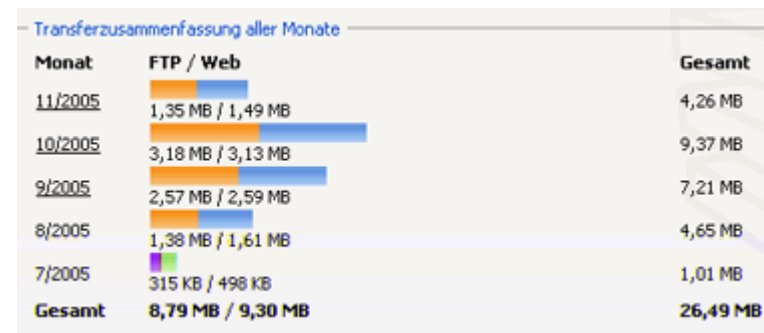 Transferzusammenfassung aller Monate
Monat FTP / Web Gesamt
11/2005 1,35 MB / 1,49 MB 4,26 MB
10/2005 3,18 MB / 3,13 MB 9,37 MB
9/2005 2,57 MB / 2,59 MB 7,21 MB
8/2005 1,38 MB / 1,61 MB 4,65 MB
7/2005 315 KB / 498 KB 1,01 MB
Gesamt 8,79 MB / 9,30 MB 26,49 MB